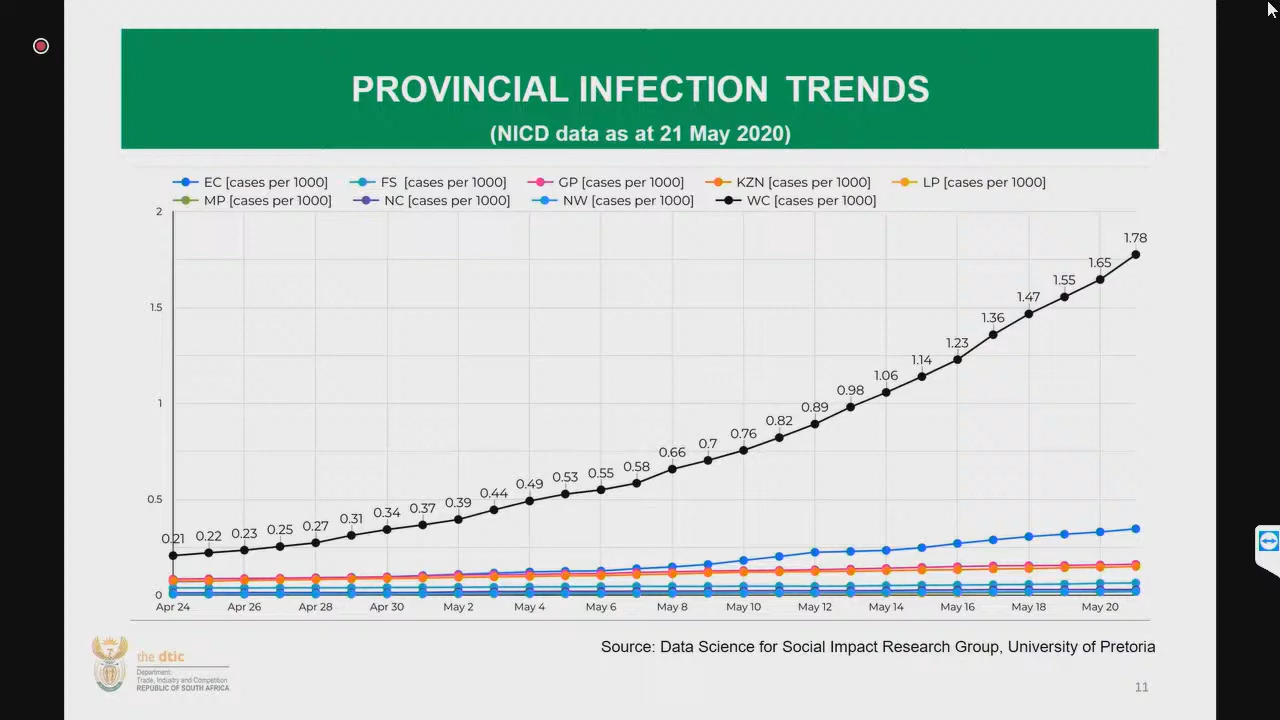 PROVINCIAL INFECTION TRENDS
(NICD data as at 21 May 2020)
EC [cases per 1000] FS [cases per 1000] GP [cases per 1000] KZN [cases per 1000] LP [cases per 1000]
MP [cases per 1000] NC [cases per 1000] NW [cases per 1000] WC [cases per 1000]
2
1.5
1
0.5
0
0.21 0.22 0.23 0.25 0.27 0.31 0.34 0.37 0.39 0.44 0.49 0.53 0.55 0.58 0.66 0.7 0.76 0.82 0.89 0.98 1.06 1.14 1.23 1.36 1.47 1.55 1.65 1.78
Apr 24 Apr 26 Apr 28 Apr 30 May 2 May 4 May 6 May 8 May 10 May 12 May 14 May 16 May 18 May 20
Source: Data Science for Social Impact Research Group, University of Pretoria
the dtic
Department:
Trade, Industry and Competition
REPUBLIC OF SOUTH AFRICA
11